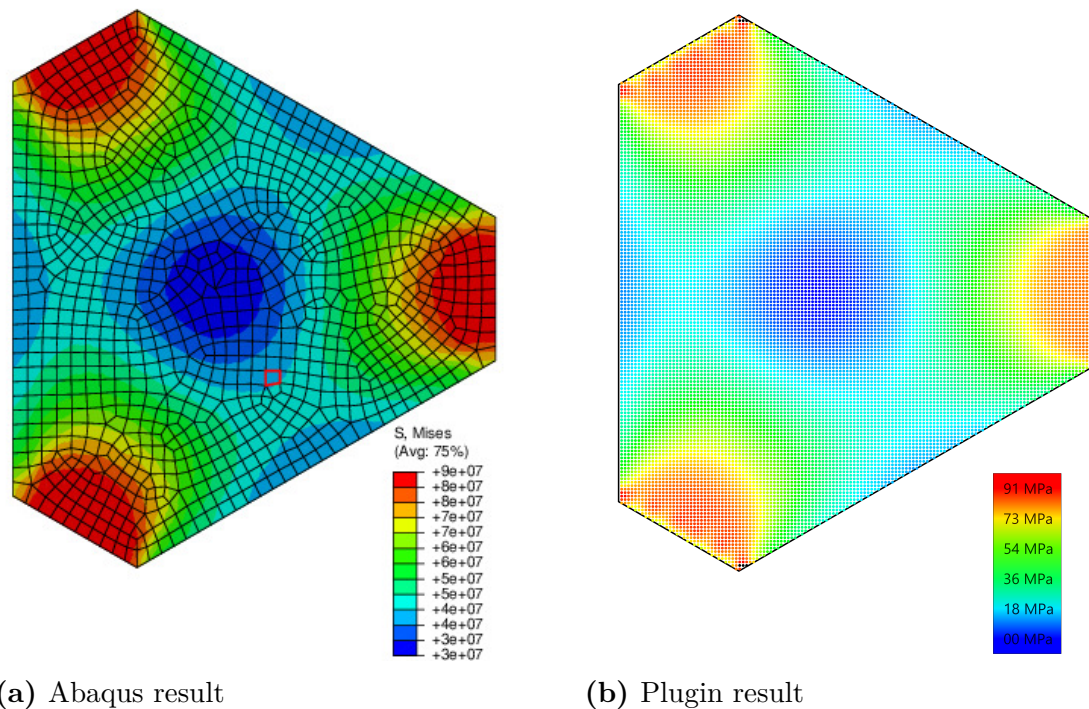 S, Mises
(Avg: 75%)
+9e+07
+8e+07
+8e+07
+7e+07
+7e+07
+6e+07
+6e+07
+5e+07
+5e+07
+4e+07
+4e+07
+3e+07
+3e+07
91 MPa
73 MPa
54 MPa
36 MPa
18 MPa
00 MPa
(a) Abaqus result
(b) Plugin result